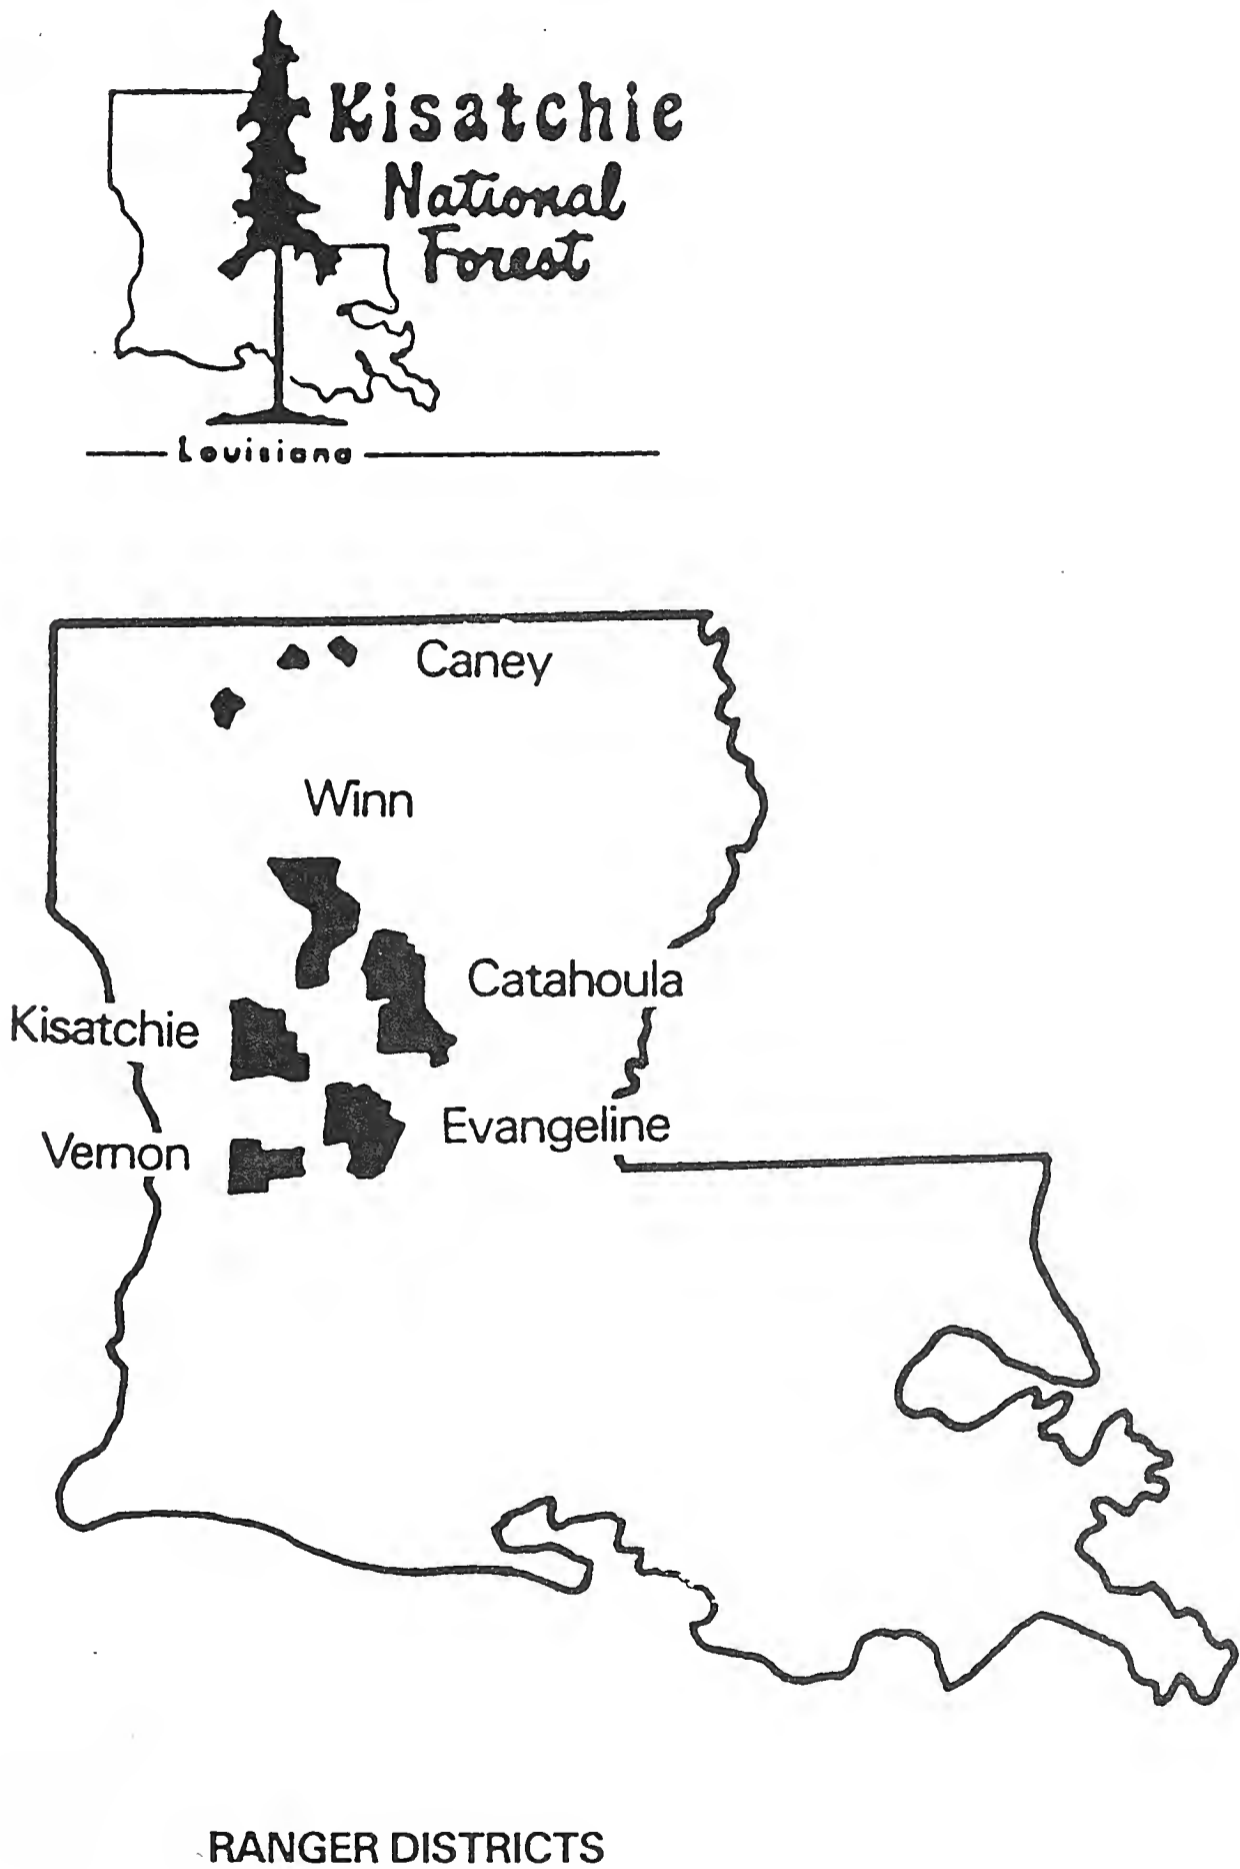 Kisatchie
National
Forest
Louisiana
Caney
Winn
Catahoula
Kisatchie
Evangeline
Vernon
RANGER DISTRICTS